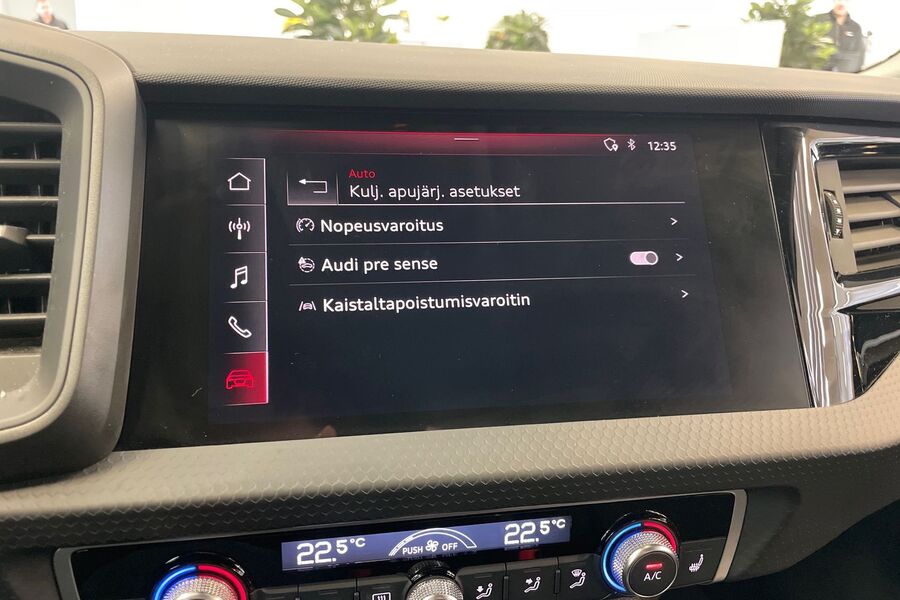 12:35
Auto
Kulj. apujärj. asetukset
Nopeusvaroitus
Audi pre sense
Kaistaltapoistumisvaroitin
22.5°C PUSH OFF 22.5°C
A/C